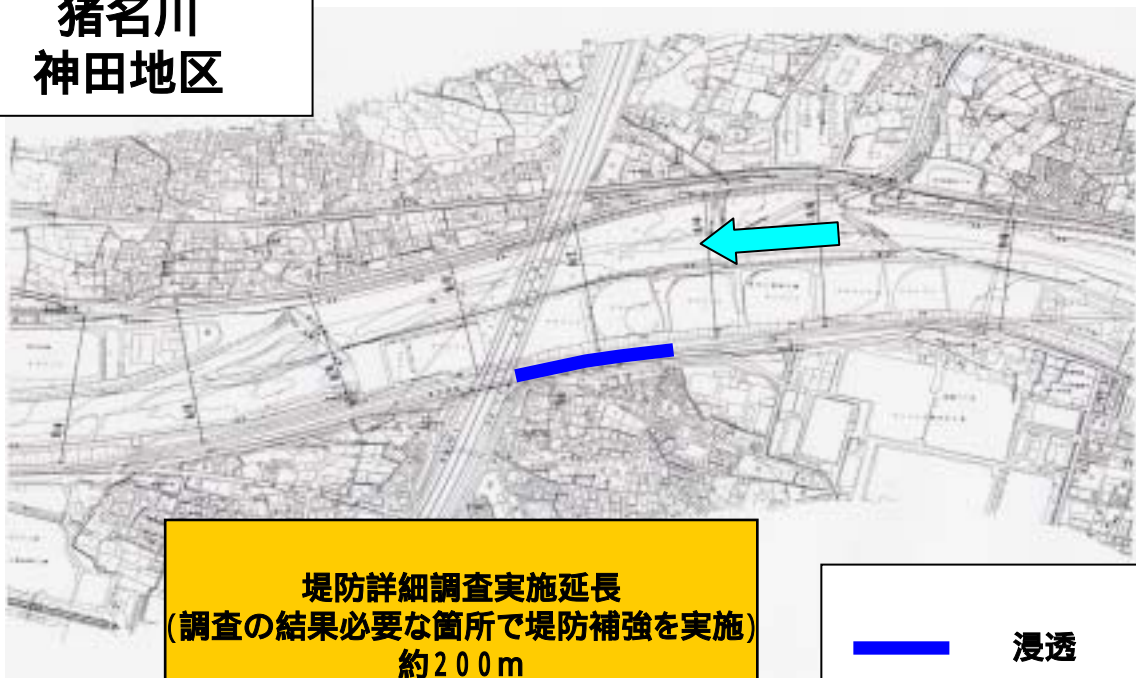 猪名川
神田地区
堤防詳細調査実施延長
(調査の結果必要な箇所で堤防補強を実施)
約200m
浸透